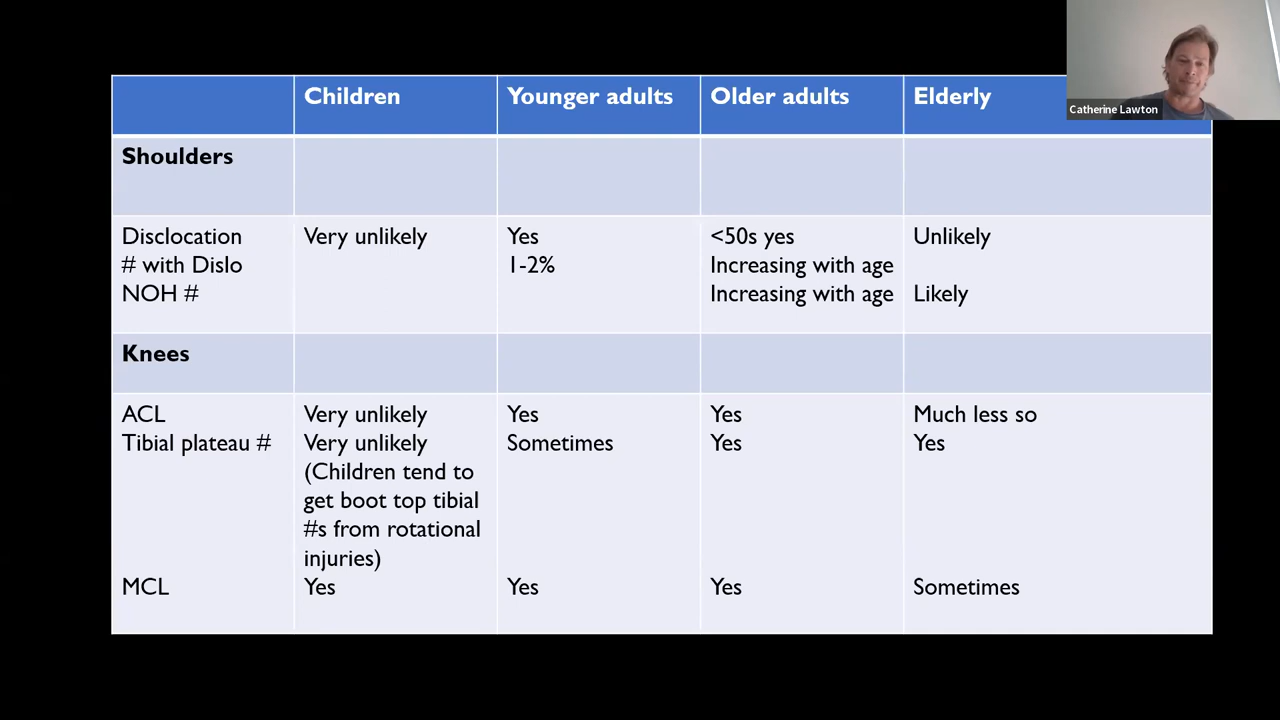 Children Younger adults Older adults Elderly
Catherine Lawton
Shoulders
Disclocation Very unlikely Yes <50s yes Unlikely
# with Dislo 1-2% Increasing with age
NOH # Increasing with age Likely
Knees
ACL Very unlikely Yes Yes Much less so
Tibial plateau # Very unlikely Sometimes Yes Yes
(Children tend to
get boot top tibial
#s from rotational
injuries)
MCL Yes Yes Yes Sometimes